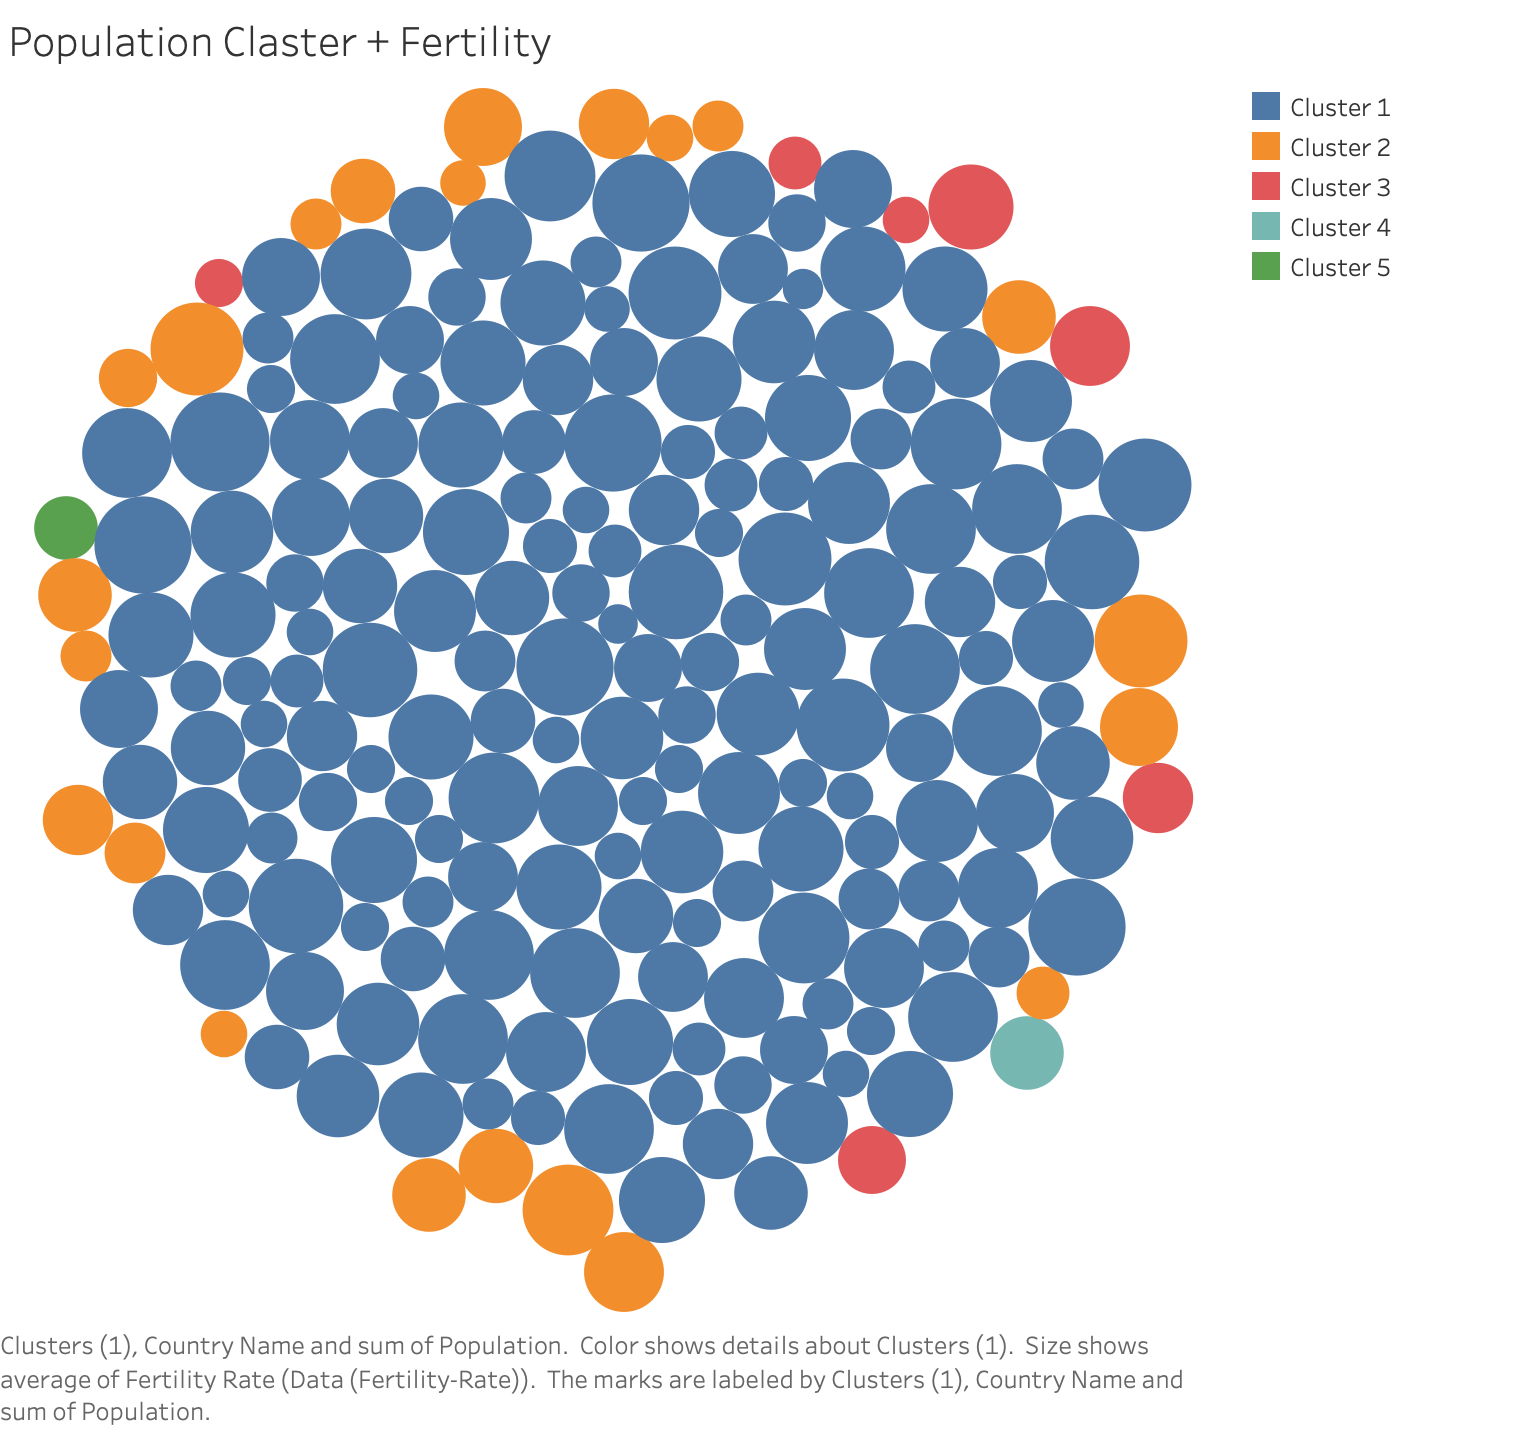 Population Claster + Fertility
Cluster 1
Cluster 2
Cluster 3
Cluster 4
Cluster 5
Clusters (1), Country Name and sum of Population.  Color shows details about Clusters (1).  Size shows
average of Fertility Rate (Data (Fertility-Rate)).  The marks are labeled by Clusters (1), Country Name and
sum of Population.